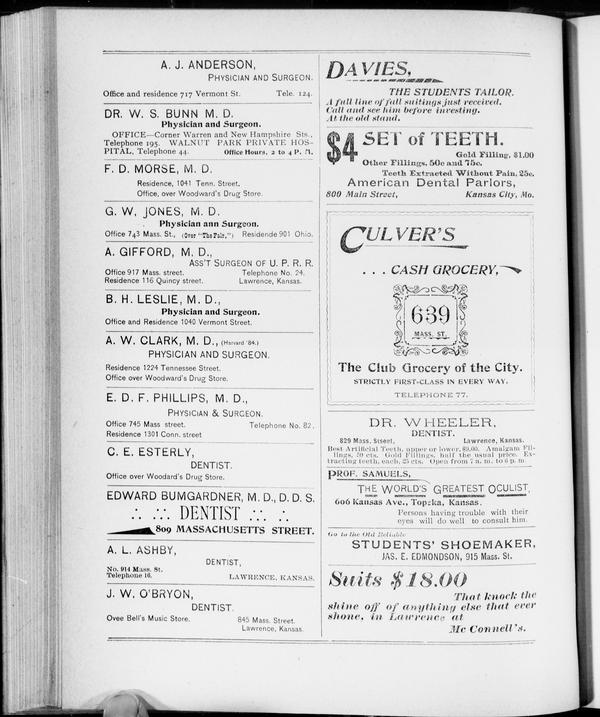 A. J. ANDERSON,
PHYSICIAN AND SURGEON.
Office and residence 717 Vermont St. Tele. 124.
DR. W. S. BUNN M. D.
Physician and Surgeon.
OFFICE—Corner Warren and New Hampshire Sts.,
Telephone 195. WALNUT PARK PRIVATE HOS-
PITAL, Telephone 44. Office Hours, 2 to 4 P. M.
F. D. MORSE, M. D.
Residence, 1041 Tenn. Street.
Office, over Woodward's Drug Store.
G. W, JONES, M. D.
Physician ann Surgeon.
Office 743 Mass. St., (Over "The Fair,") Residende 901 Ohio.
A. GIFFORD, M. D.,
ASS'T SURGEON OF U. P. R. R.
Office 917 Mass. street. Telephone No. 24.
Residence 116 Quincy street. Lawrence, Kansas.
B. H. LESLIE, M. D.,
Physician and Surgeon.
Office and Residence 1040 Vermont Street.
A. W. CLARK, M. D., (Harvard '84.)
PHYSICIAN AND SURGEON.
Residence 1224 Tennessee Street.
Office over Woodward's Drug Store.
E. D. F. PHILLIPS, M. D.,
PHYSICIAN & SURGEON.
Office 745 Mass street. Telephone No. 82.
Residence 1301 Conn. street
C. E. ESTERLY,
DENTIST.
Office over Woodard's Drug Store.
EDWARD BUMGARDNER, M. D., D. D. S.
DENTIST
809 MASSACHUSETTS STREET.
A. L. ASHBY,
DENTIST,
No. 914 Mass. St.
Telephone 16. LAWRENCE, KANSAS.
J. W. O'BRYON,
DENTIST.
Ovee Bell's Music Store. 845 Mass. Street.
Lawrence, Kansas.
DAVIES,
THE STUDENTS TAILOR.
A full line of fall suitings just received.
Call and see him before investing.
At the old stand.
$4 SET of TEETH.
Gold Filling, $1.00
Other Fillings, 50c and 75c.
Teeth Extracted Without Pain, 25c.
American Dental Parlors,
800 Main Street, Kansas City, Mo.
CULVER'S
. . . CASH GROCERY,
639
MASS. ST.
The Club Grocery of the City.
STRICTLY FIRST-CLASS IN EVERY WAY.
TELEPHONE 77.
DR. WHEELER,
DENTIST.
829 Mass. Street, Lawrence, Kansas.
Best Artificial Teeth, upper or lower, $9.00. Amalgam Fil-
lings, 50 cts. Gold Fillings, half the usual price. Ex-
tracting teeth, each, 25 cts. Open from 7 a. m. to 6 p. m.
PROF. SAMUELS,
THE WORLD'S GREATEST OCULIST,
606 Kansas Ave., Topeka, Kansas.
Persons having trouble with their
eyes will do well to consult him.
Go to the Old Reliable
STUDENTS' SHOEMAKER,
JAS. E. EDMONDSON, 915 Mass. St.
Suits $18.00
That knock the
shine off of anything else that ever
shone, in Lawrence at
Mc Connell's.